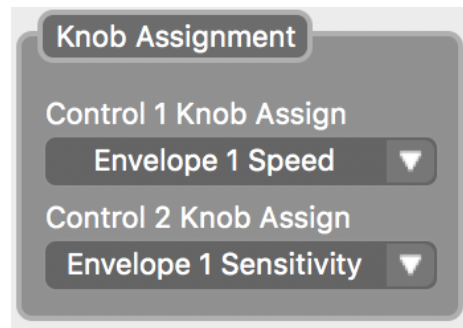 Knob Assignment
Control 1 Knob Assign
Envelope 1 Speed
Control 2 Knob Assign
Envelope 1 Sensitivity